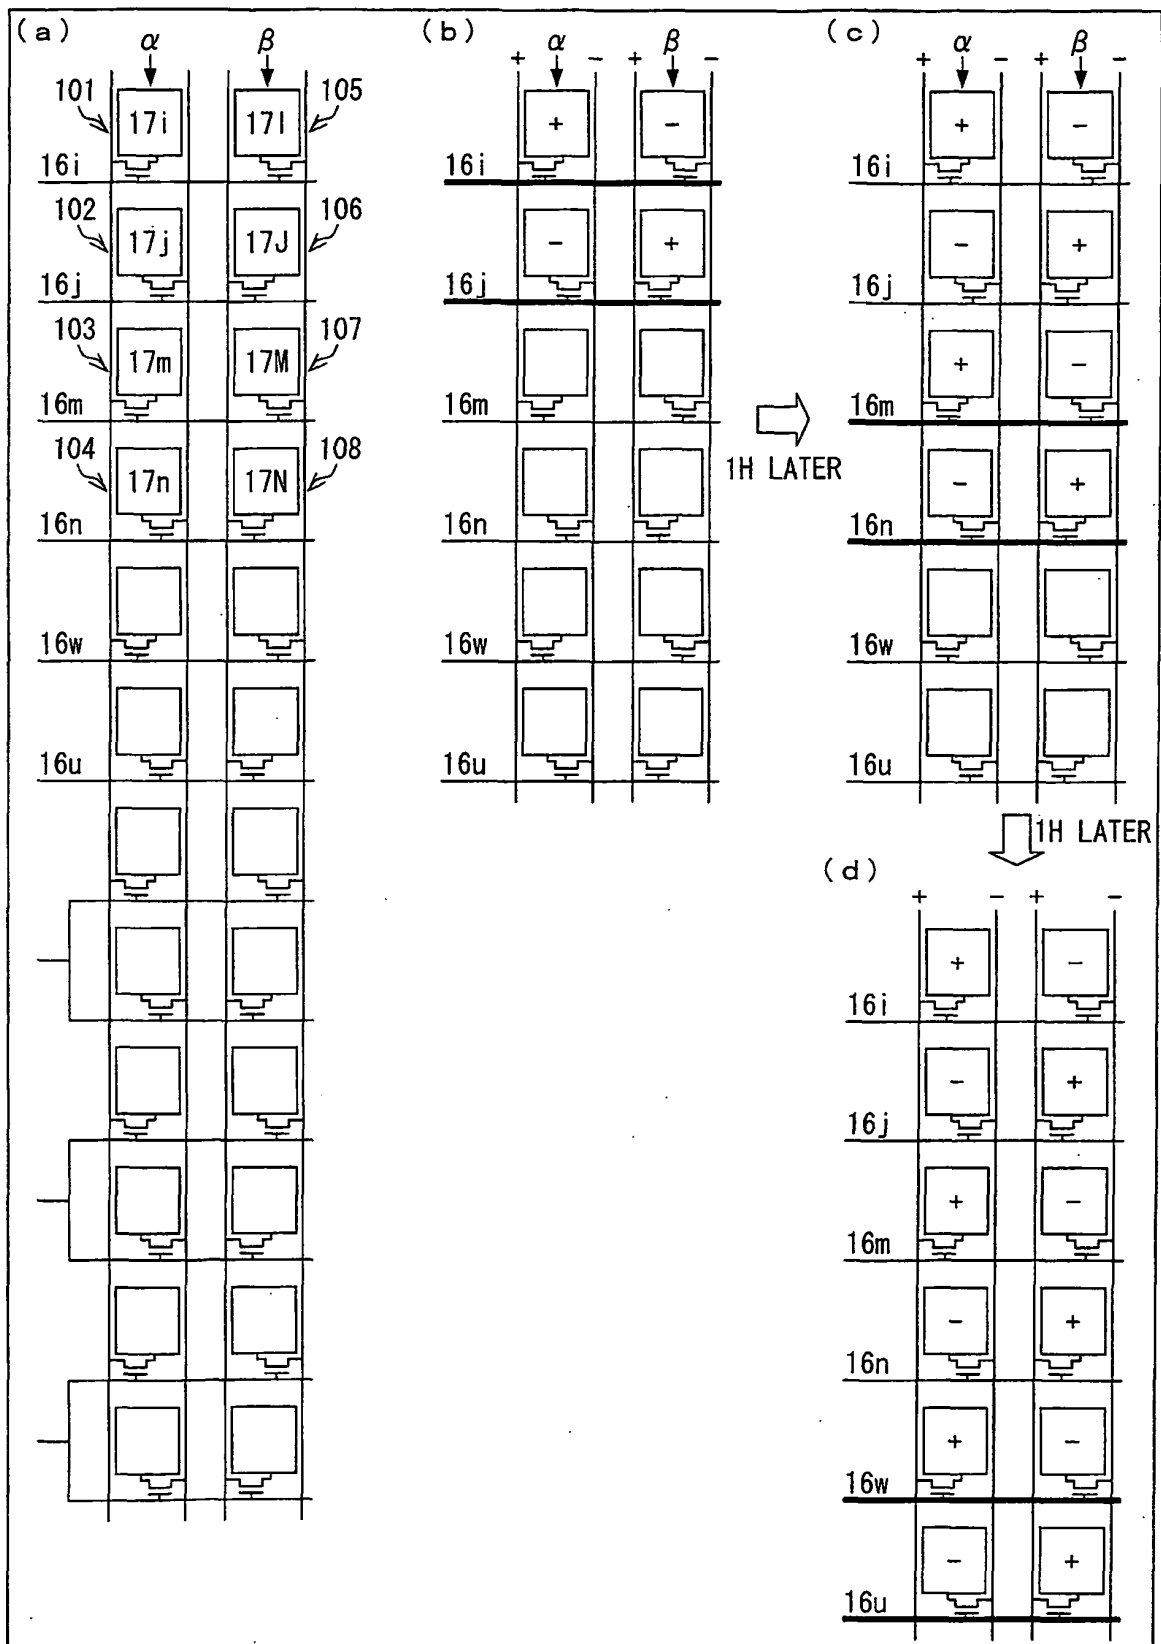 (a)
α β
101 17i 17I 105
16i
102 17j 17J 106
16j
103 17m 17M 107
16m
104 17n 17N 108
16n
16w
16u
(b)
α β
+ − + −
+ −
16i
− +
16j
16m
16n
16w
16u
1H LATER
(c)
α β
+ − + −
+ −
16i
− +
16j
+ −
16m
− +
16n
16w
16u
1H LATER
(d)
+ − + −
+ −
16i
− +
16j
+ −
16m
− +
16n
+ −
16w
− +
16u